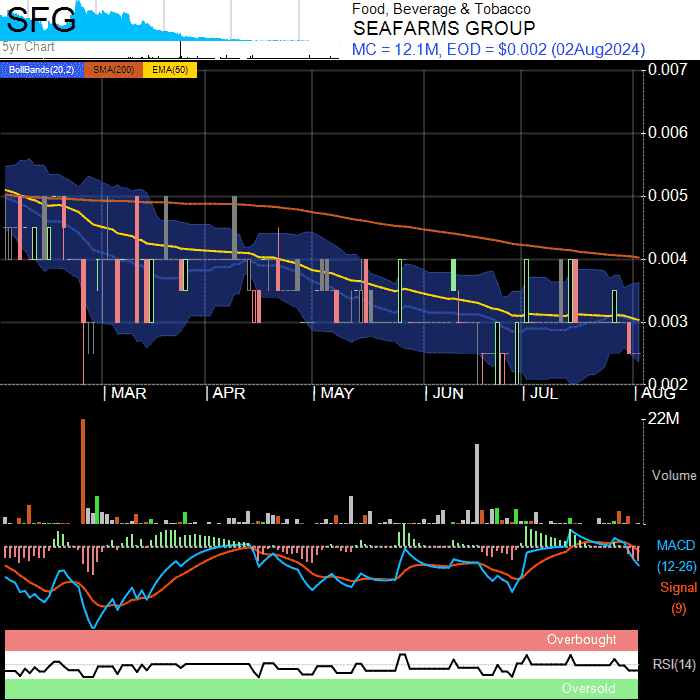 SFG
5yr Chart
Food, Beverage & Tobacco
SEAFARMS GROUP
MC = 12.1M, EOD = $0.002 (02Aug2024)
BollBands(20,2) SMA(200) EMA(50)
0.007
0.006
0.005
0.004
0.003
0.002
MAR APR MAY JUN JUL AUG
22M
Volume
MACD
(12-26)
Signal
(9)
Overbought
RSI(14)
Oversold